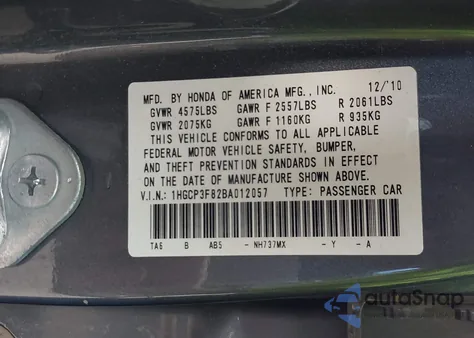 MFD. BY HONDA OF AMERICA MFG., INC. 12/'10
GVWR 4575LBS GAWR F 2557LBS R 2061LBS
GVWR 2075KG GAWR F 1160KG R 935KG
THIS VEHICLE CONFORMS TO ALL APPLICABLE
FEDERAL MOTOR VEHICLE SAFETY, BUMPER,
AND THEFT PREVENTION STANDARDS IN EFFECT
ON THE DATE OF MANUFACTURE SHOWN ABOVE.
V.I.N.: 1HGCP3F82BA012057 TYPE: PASSENGER CAR
TA6 B AB5 -NH737MX -Y -A
autoSnap